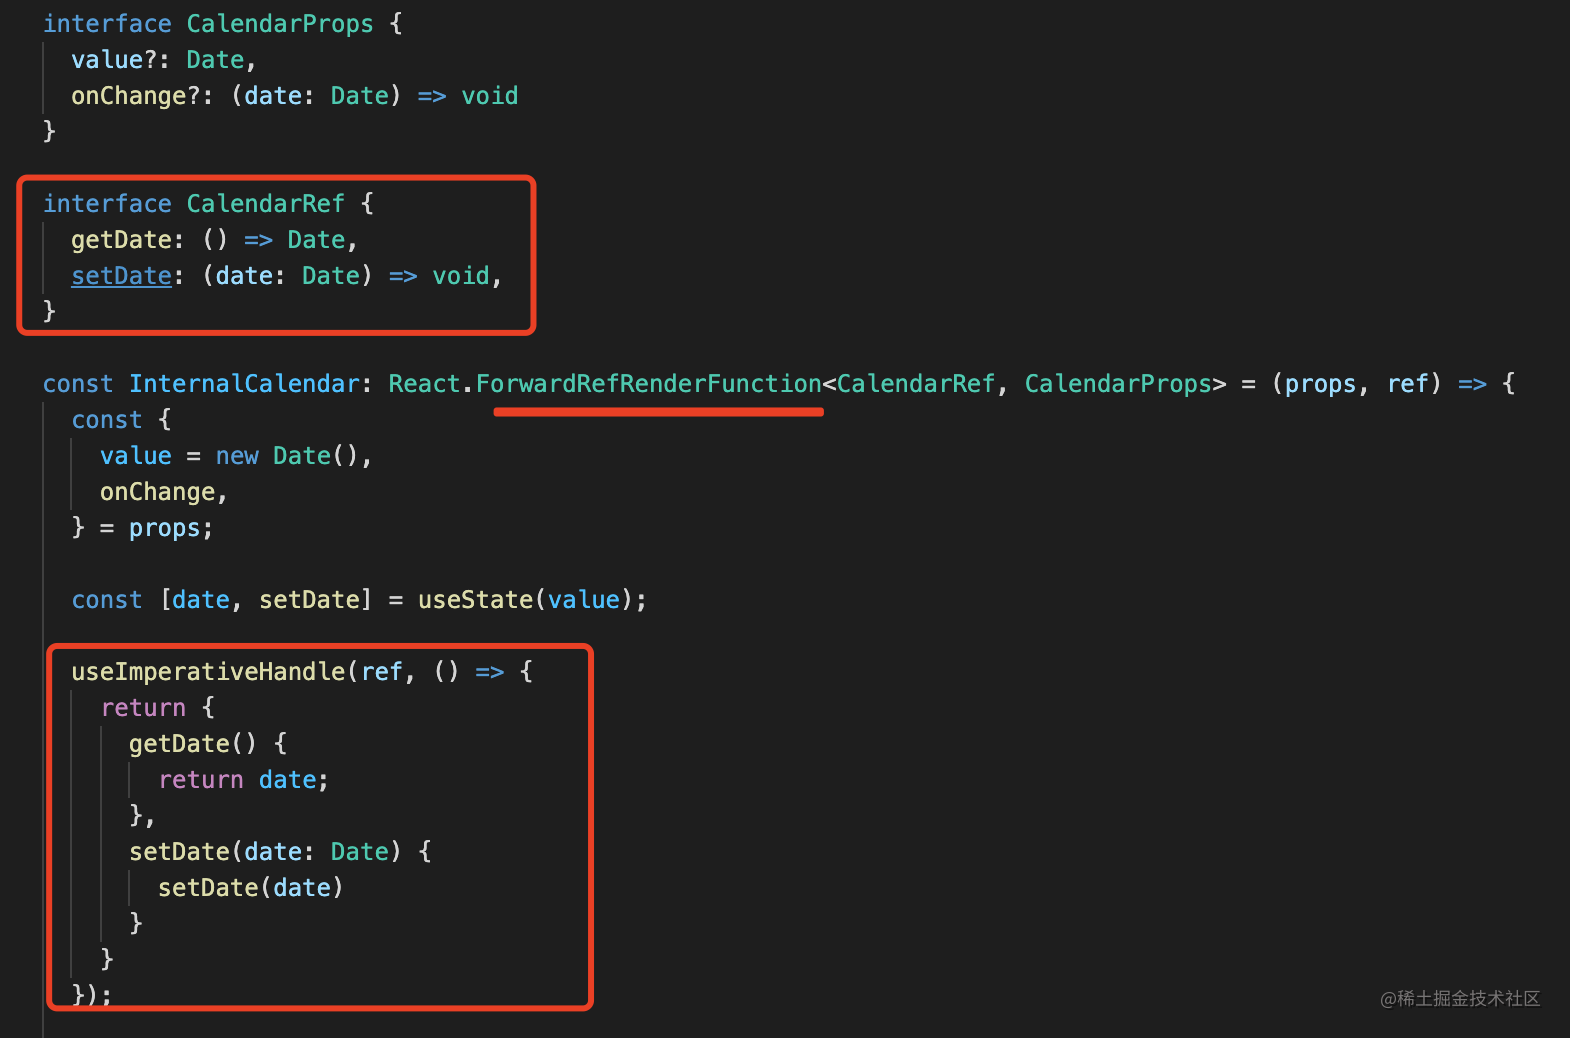 interface CalendarProps {
  value?: Date,
  onChange?: (date: Date) => void
}
interface CalendarRef {
  getDate: () => Date,
  setDate: (date: Date) => void,
}
const InternalCalendar: React.ForwardRefRenderFunction<CalendarRef, CalendarProps> = (props, ref) => {
  const {
    value = new Date(),
    onChange,
  } = props;
  const [date, setDate] = useState(value);
  useImperativeHandle(ref, () => {
    return {
      getDate() {
        return date;
      },
      setDate(date: Date) {
        setDate(date)
      }
    }
  });
@稀土掘金技术社区